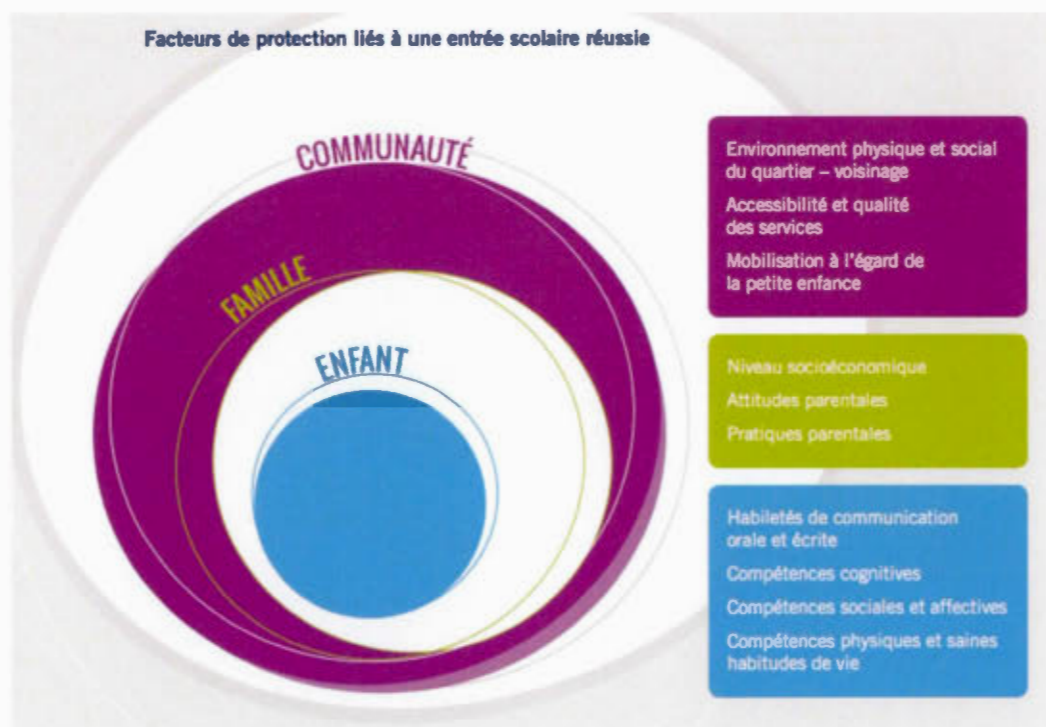 Facteurs de protection liés à une entrée scolaire réussie
COMMUNAUTÉ
FAMILLE
ENFANT
Environnement physique et social
du quartier – voisinage
Accessibilité et qualité
des services
Mobilisation à l'égard de
la petite enfance
Niveau socioéconomique
Attitudes parentales
Pratiques parentales
Habiletés de communication
orale et écrite
Compétences cognitives
Compétences sociales et affectives
Compétences physiques et saines
habitudes de vie